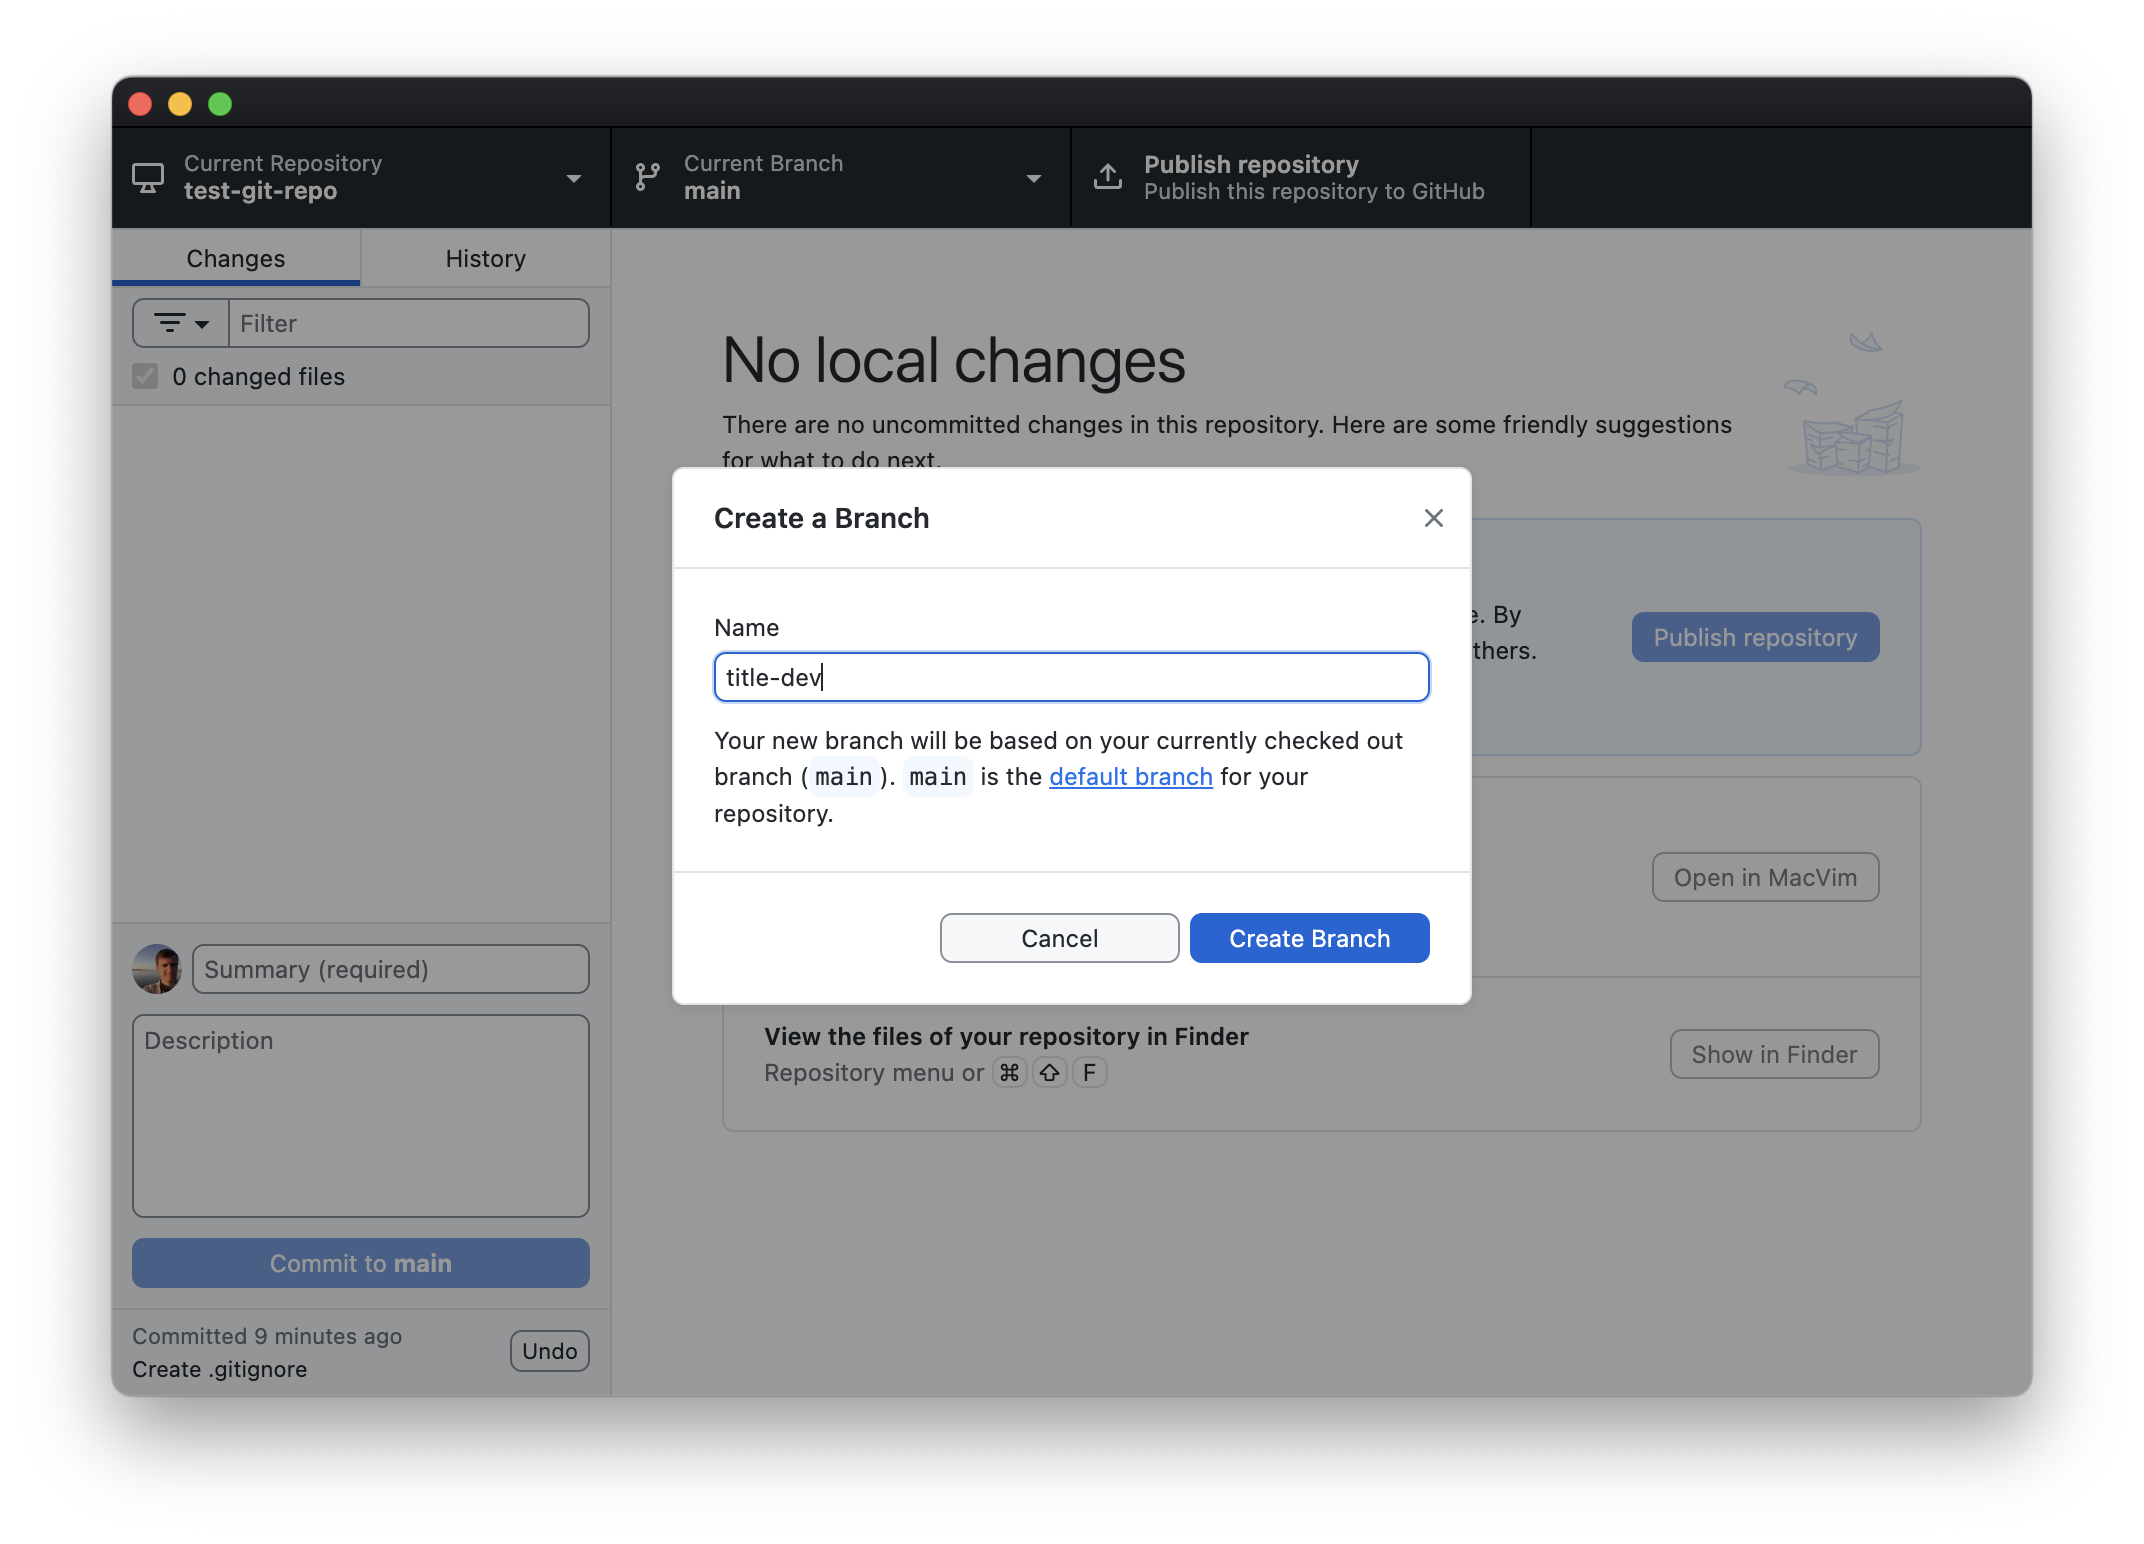 Current Repository
test-git-repo
Current Branch
main
Publish repository
Publish this repository to GitHub
Changes
History
Filter
0 changed files
No local changes
There are no uncommitted changes in this repository. Here are some friendly suggestions
for what to do next.
Create a Branch
Name
title-dev
Your new branch will be based on your currently checked out
branch (main). main is the default branch for your
repository.
Cancel
Create Branch
. By
thers.
Publish repository
Open in MacVim
View the files of your repository in Finder
Repository menu or ⌘ ⇧ F
Show in Finder
Summary (required)
Description
Commit to main
Committed 9 minutes ago
Create .gitignore
Undo